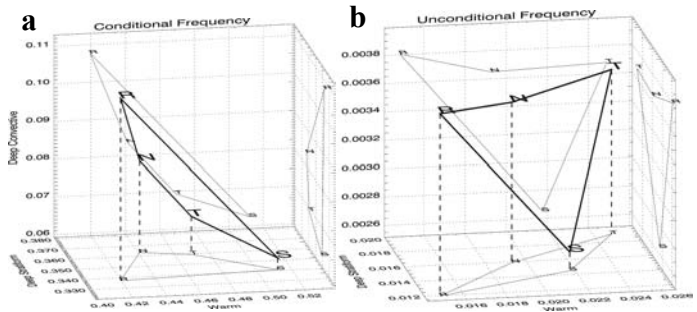 a
Conditional Frequency
0.11
0.10
0.09
0.08
0.07
0.06
Deep Convective
0.380
0.370
0.360
0.350
0.340
0.330
0.40
0.42
0.44
0.46
0.48
0.50
0.52
Warm
R
N
T
S
b
Unconditional Frequency
0.0038
0.0036
0.0034
0.0032
0.0030
0.0028
0.0026
0.020
0.018
0.016
0.014
0.012
0.016
0.018
0.020
0.022
0.024
0.026
Warm
R
N
T
S